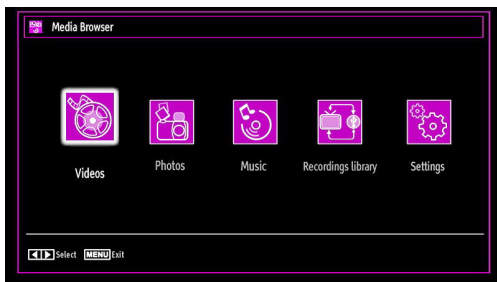 Media Browser
Videos
Photos
Music
Recordings library
Settings
Select MENU Exit